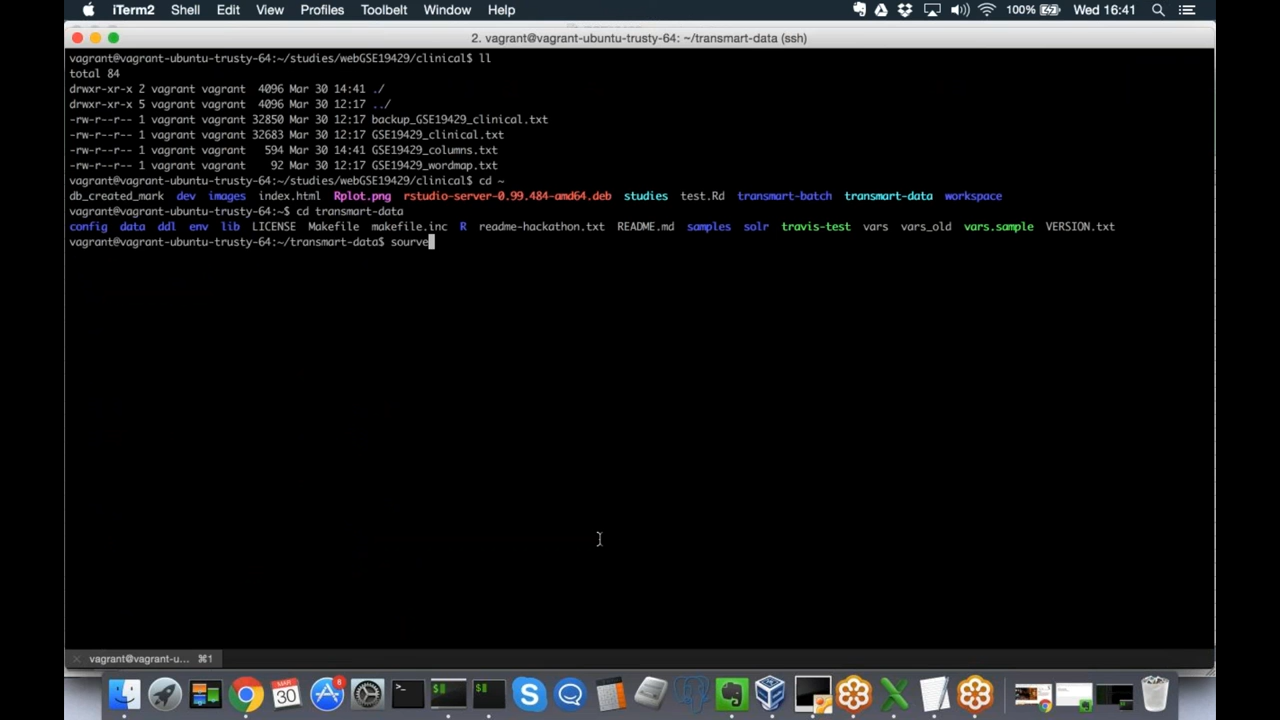 iTerm2 Shell Edit View Profiles Toolbelt Window Help 100% Wed 16:41
2. vagrant@vagrant-ubuntu-trusty-64: ~/transmart-data (ssh)
vagrant@vagrant-ubuntu-trusty-64:~/studies/webGSE19429/clinical$ ll
total 84
drwxr-xr-x 2 vagrant vagrant 4096 Mar 30 14:41 ./
drwxr-xr-x 5 vagrant vagrant 4096 Mar 30 12:17 ../
-rw-r--r-- 1 vagrant vagrant 32850 Mar 30 12:17 backup_GSE19429_clinical.txt
-rw-r--r-- 1 vagrant vagrant 32683 Mar 30 12:17 GSE19429_clinical.txt
-rw-r--r-- 1 vagrant vagrant 594 Mar 30 14:41 GSE19429_columns.txt
-rw-r--r-- 1 vagrant vagrant 92 Mar 30 12:17 GSE19429_wordmap.txt
vagrant@vagrant-ubuntu-trusty-64:~/studies/webGSE19429/clinical$ cd ~
db_created_mark dev images index.html Rplot.png rstudio-server-0.99.484-amd64.deb studies test.Rd transmart-batch transmart-data workspace
vagrant@vagrant-ubuntu-trusty-64:~$ cd transmart-data
config data ddl env lib LICENSE Makefile makefile.inc R readme-hackathon.txt README.md samples solr travis-test vars vars_old vars.sample VERSION.txt
vagrant@vagrant-ubuntu-trusty-64:~/transmart-data$ sourve
vagrant@vagrant-u... ⌘1
8
MAR
30